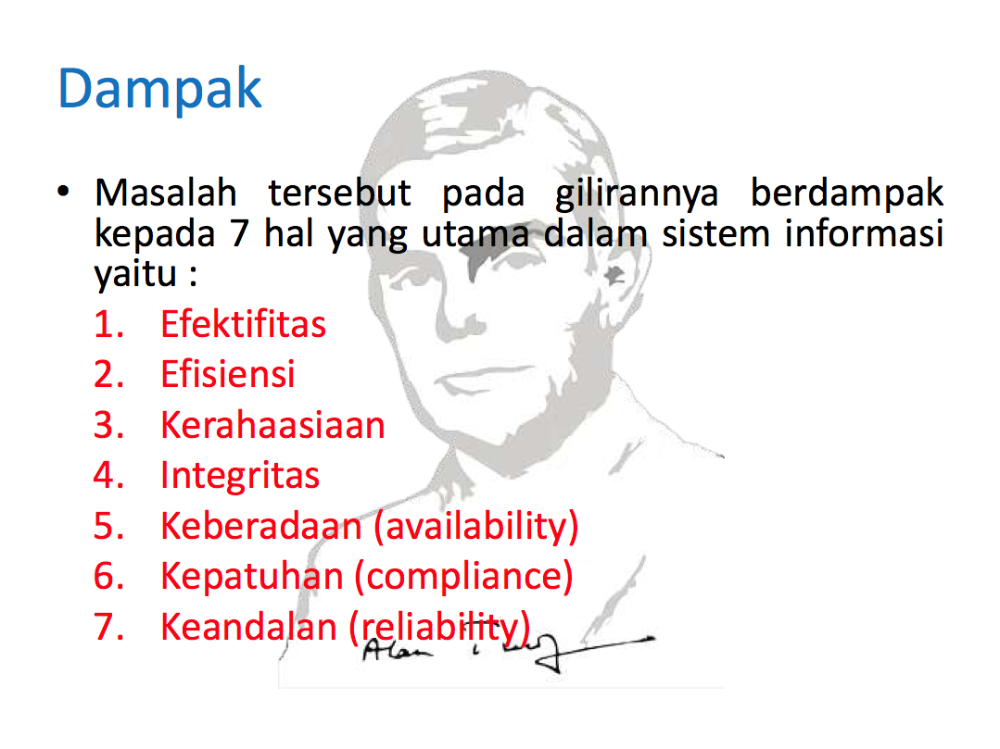 Dampak
• Masalah tersebut pada gilirannya berdampak
kepada 7 hal yang utama dalam sistem informasi
yaitu :
1. Efektifitas
2. Efisiensi
3. Kerahaasiaan
4. Integritas
5. Keberadaan (availability)
6. Kepatuhan (compliance)
7. Keandalan (reliability)
Alan